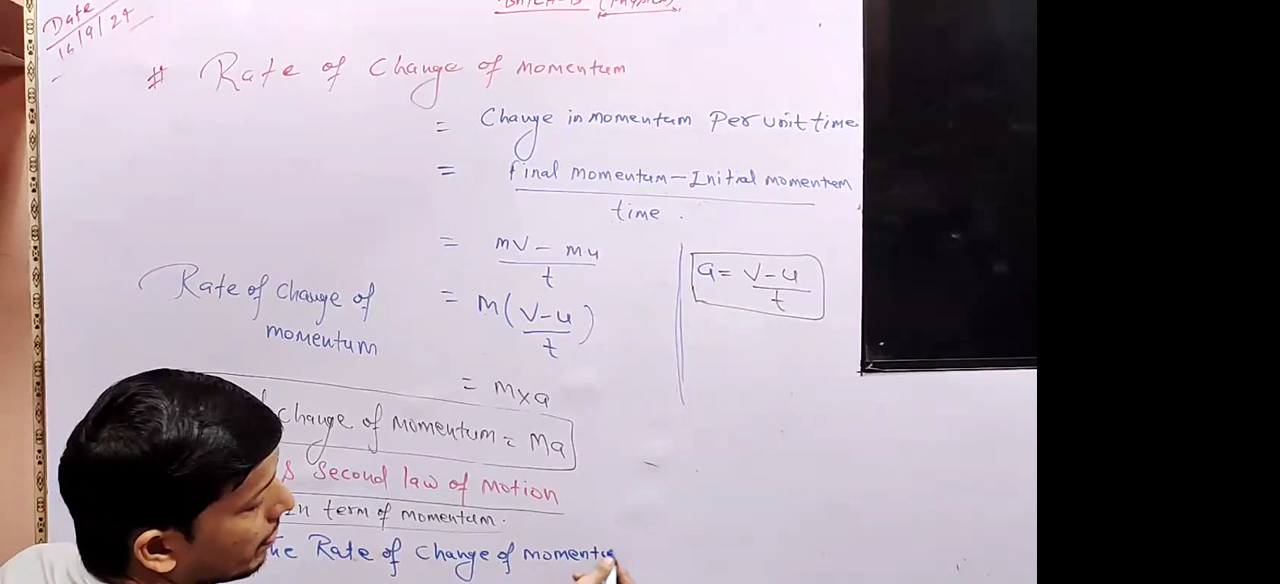 Date
16/9/24
(Physics)
# Rate of Change of momentum
= Change in momentum Per unit time
= final momentum - Initial momentum
time.
= mv - mu
t
a = v-u
t
Rate of Change of
momentum
= M(v-u)
t
= m×a
change of momentum = Ma
s second law of motion
In term of momentum.
Rate of Change of